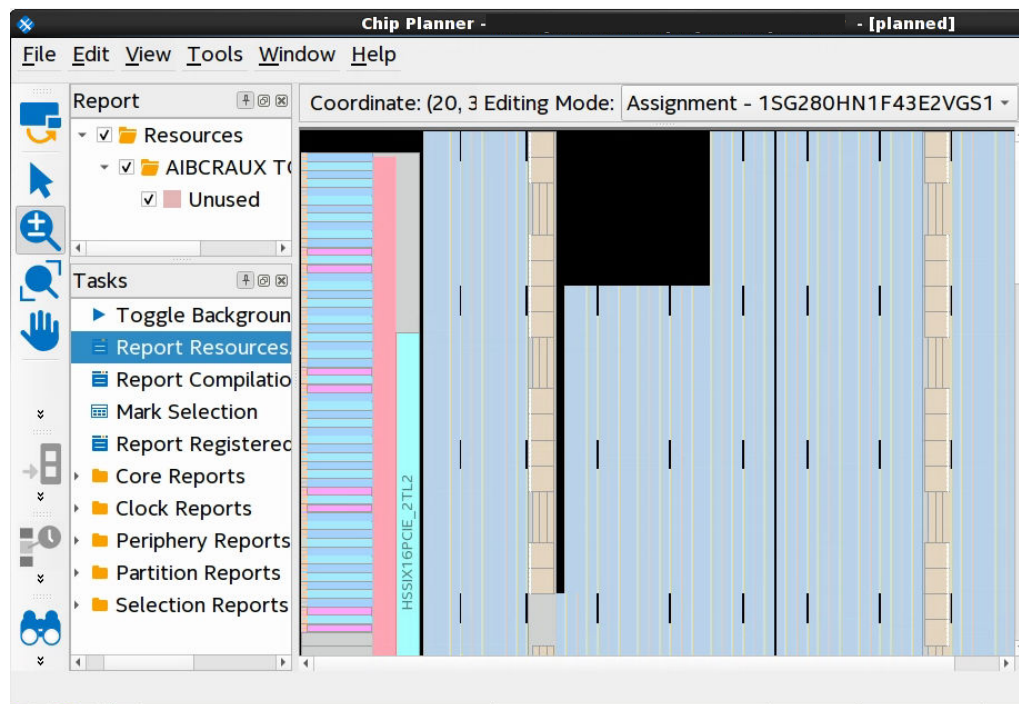 Chip Planner - - [planned]
File Edit View Tools Window Help
Report
Coordinate: (20, 3 Editing Mode: Assignment - 1SG280HN1F43E2VGS1
Resources
AIBCRAUX TO
Unused
Tasks
Toggle Backgroun
Report Resources.
Report Compilatio
Mark Selection
Report Registered
Core Reports
Clock Reports
Periphery Reports
Partition Reports
Selection Reports
HSSIX16PCIE_2TL2